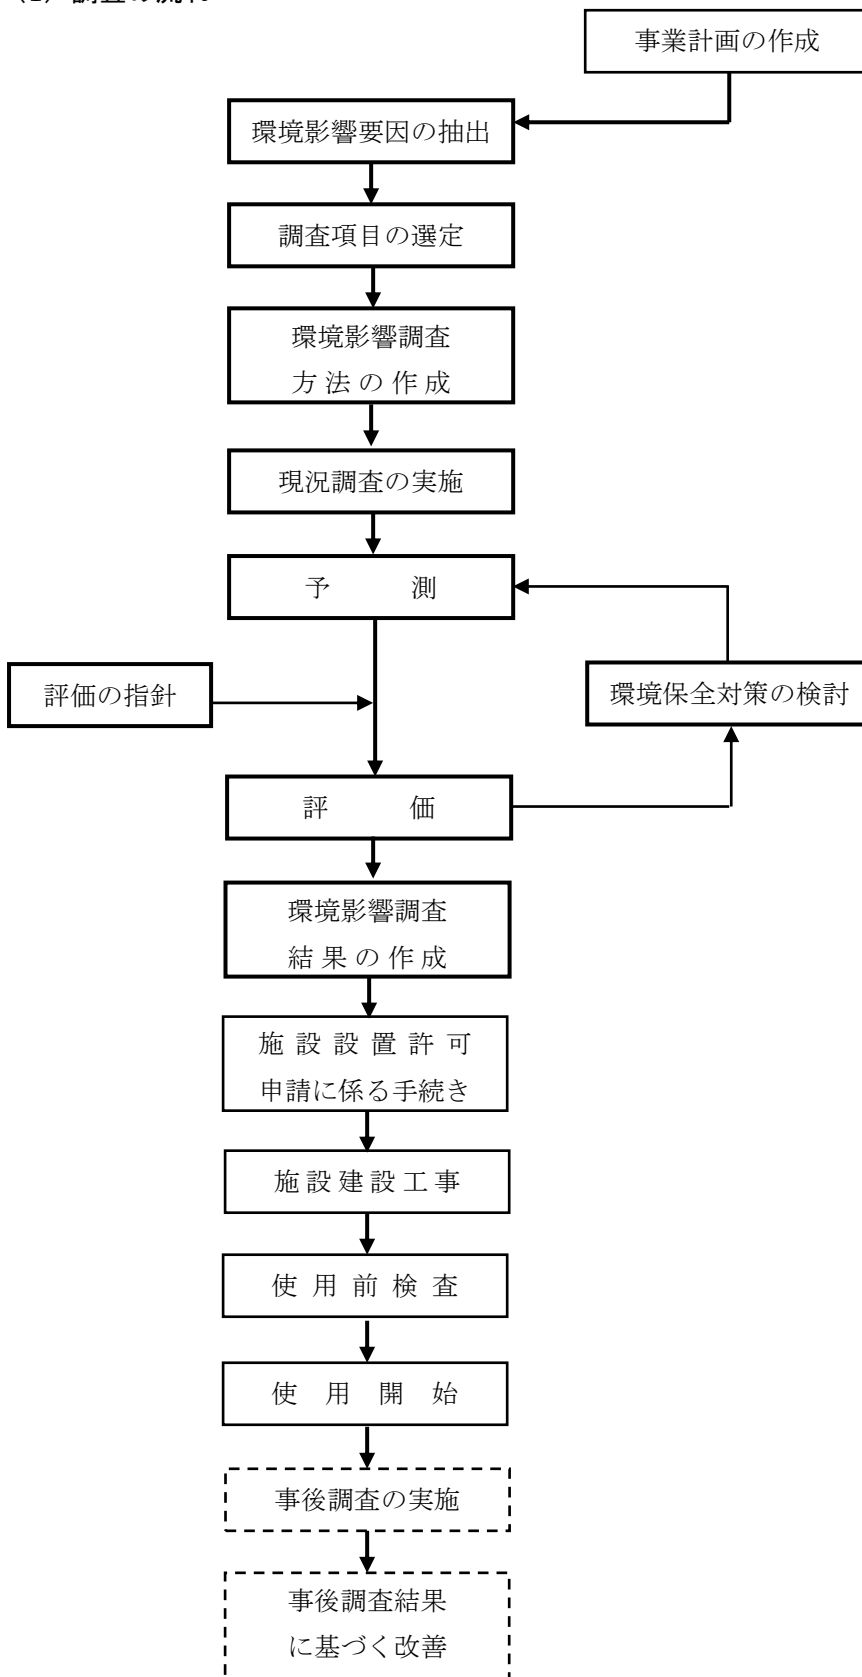 事業計画の作成
環境影響要因の抽出
調査項目の選定
環境影響調査
方法の作成
現況調査の実施
予　　測
評価の指針
環境保全対策の検討
評　　価
環境影響調査
結果の作成
施設設置許可
申請に係る手続き
施設建設工事
使用前検査
使用開始
事後調査の実施
事後調査結果
に基づく改善